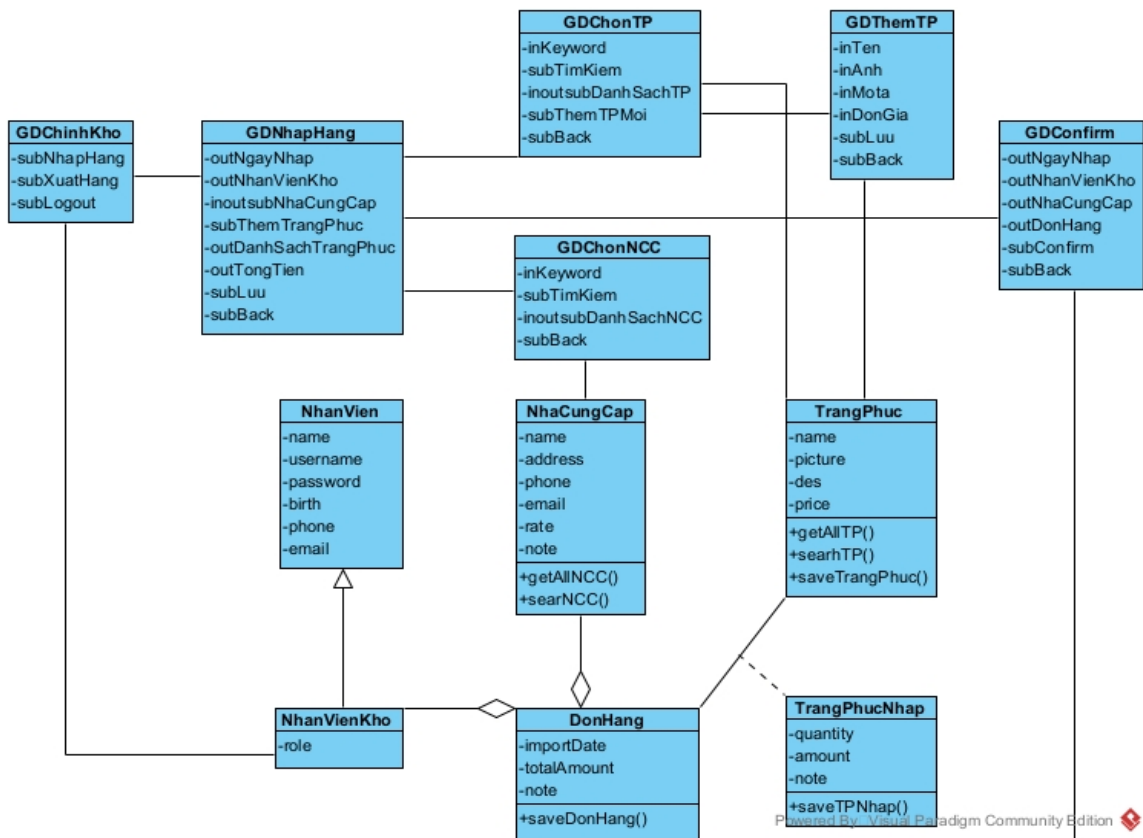 GDChonTP
-inKeyword
-subTimKiem
-inoutsubDanhSachTP
-subThemTPMoi
-subBack
GDThemTP
-inTen
-inAnh
-inMota
-inDonGia
-subLuu
-subBack
GDChinhKho
-subNhapHang
-subXuatHang
-subLogout
GDNhapHang
-outNgayNhap
-outNhanVienKho
-inoutsubNhaCungCap
-subThemTrangPhuc
-outDanhSachTrangPhuc
-outTongTien
-subLuu
-subBack
GDConfirm
-outNgayNhap
-outNhanVienKho
-outNhaCungCap
-outDonHang
-subConfirm
-subBack
GDChonNCC
-inKeyword
-subTimKiem
-inoutsubDanhSachNCC
-subBack
NhanVien
-name
-username
-password
-birth
-phone
-email
NhaCungCap
-name
-address
-phone
-email
-rate
-note
+getAllNCC()
+searNCC()
TrangPhuc
-name
-picture
-des
-price
+getAllTP()
+searhTP()
+saveTrangPhuc()
NhanVienKho
-role
DonHang
-importDate
-totalAmount
-note
+saveDonHang()
TrangPhucNhap
-quantity
-amount
-note
+saveTPNhap()
Powered By Visual Paradigm Community Edition